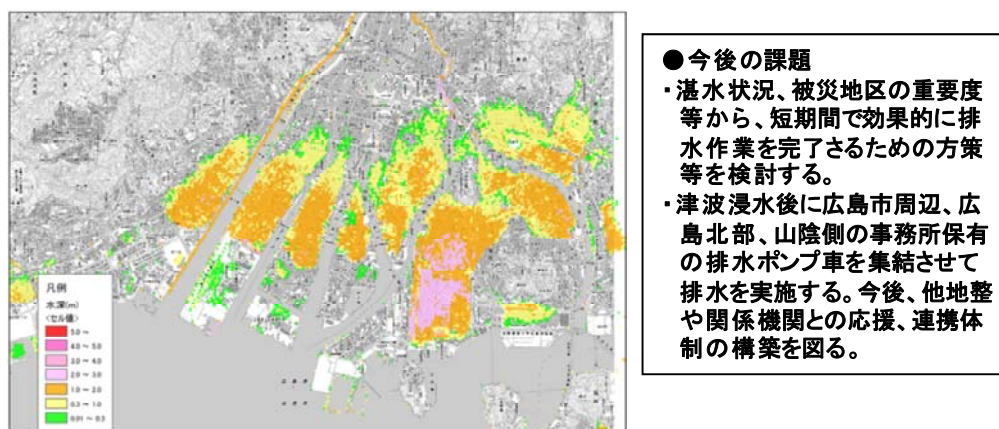 凡例
水深(m)
<セル値>
5.0 ~
4.0 ~ 5.0
3.0 ~ 4.0
2.0 ~ 3.0
1.0 ~ 2.0
0.3 ~ 1.0
0.01 ~ 0.3
●今後の課題
・湛水状況、被災地区の重要度
等から、短期間で効果的に排
水作業を完了さるための方策
等を検討する。
・津波浸水後に広島市周辺、広
島北部、山陰側の事務所保有
の排水ポンプ車を集結させて
排水を実施する。今後、他地整
や関係機関との応援、連携体
制の構築を図る。